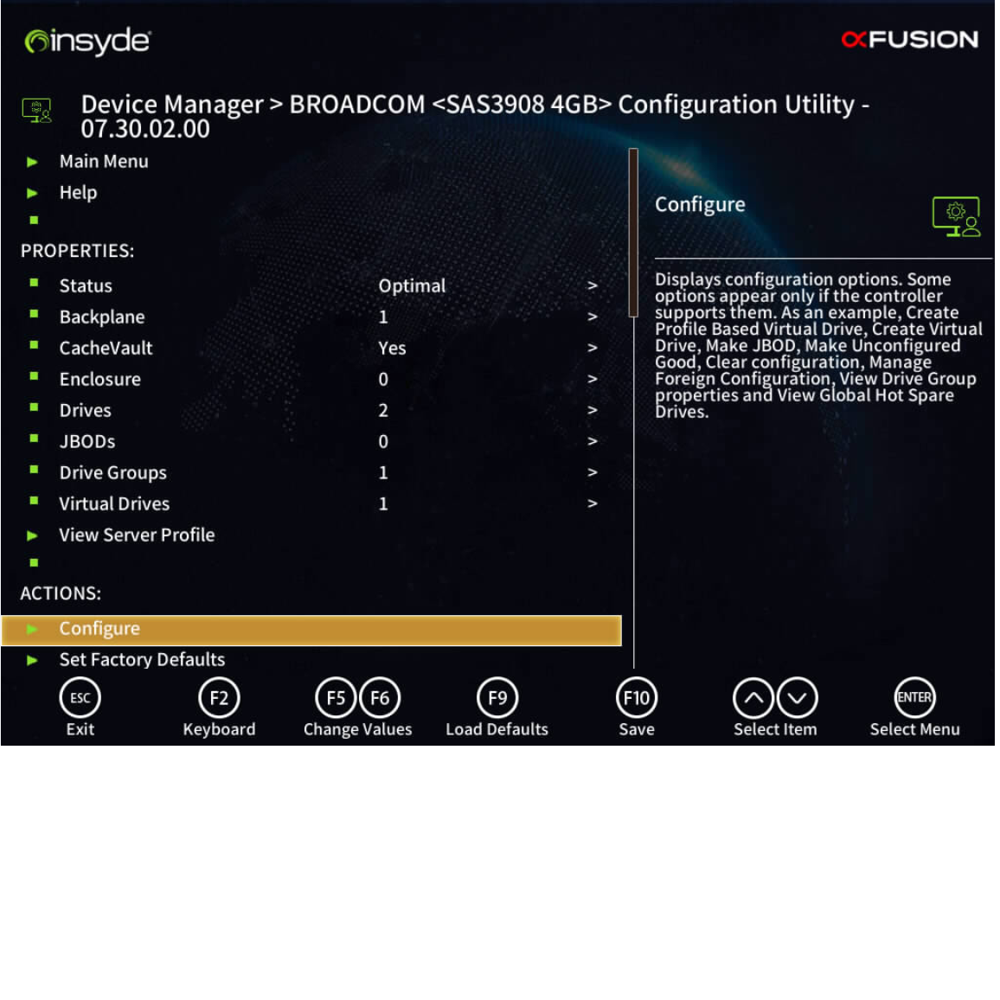 insyde
xFUSION
Device Manager > BROADCOM <SAS3908 4GB> Configuration Utility -
07.30.02.00
Main Menu
Help
PROPERTIES:
Status Optimal >
Backplane 1 >
CacheVault Yes >
Enclosure 0 >
Drives 2 >
JBODs 0 >
Drive Groups 1 >
Virtual Drives 1 >
View Server Profile
ACTIONS:
Configure
Set Factory Defaults
Configure
Displays configuration options. Some
options appear only if the controller
supports them. As an example, Create
Profile Based Virtual Drive, Create Virtual
Drive, Make JBOD, Make Unconfigured
Good, Clear configuration, Manage
Foreign Configuration, View Drive Group
properties and View Global Hot Spare
Drives.
ESC F2 F5 F6 F9 F10 ENTER
Exit Keyboard Change Values Load Defaults Save Select Item Select Menu